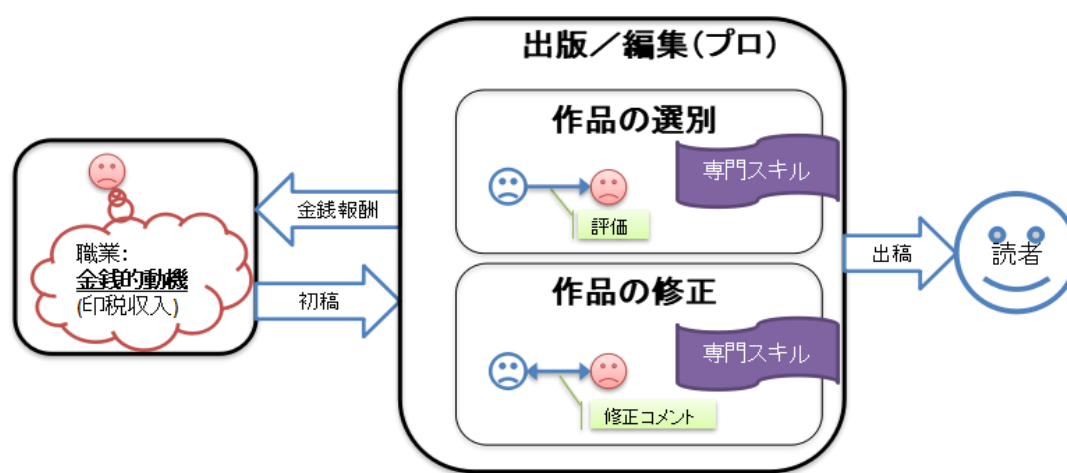 出版／編集(プロ)
作品の選別
専門スキル
評価
金銭報酬
職業:
金銭的動機
(印税収入)
初稿
作品の修正
専門スキル
修正コメント
出稿
読者